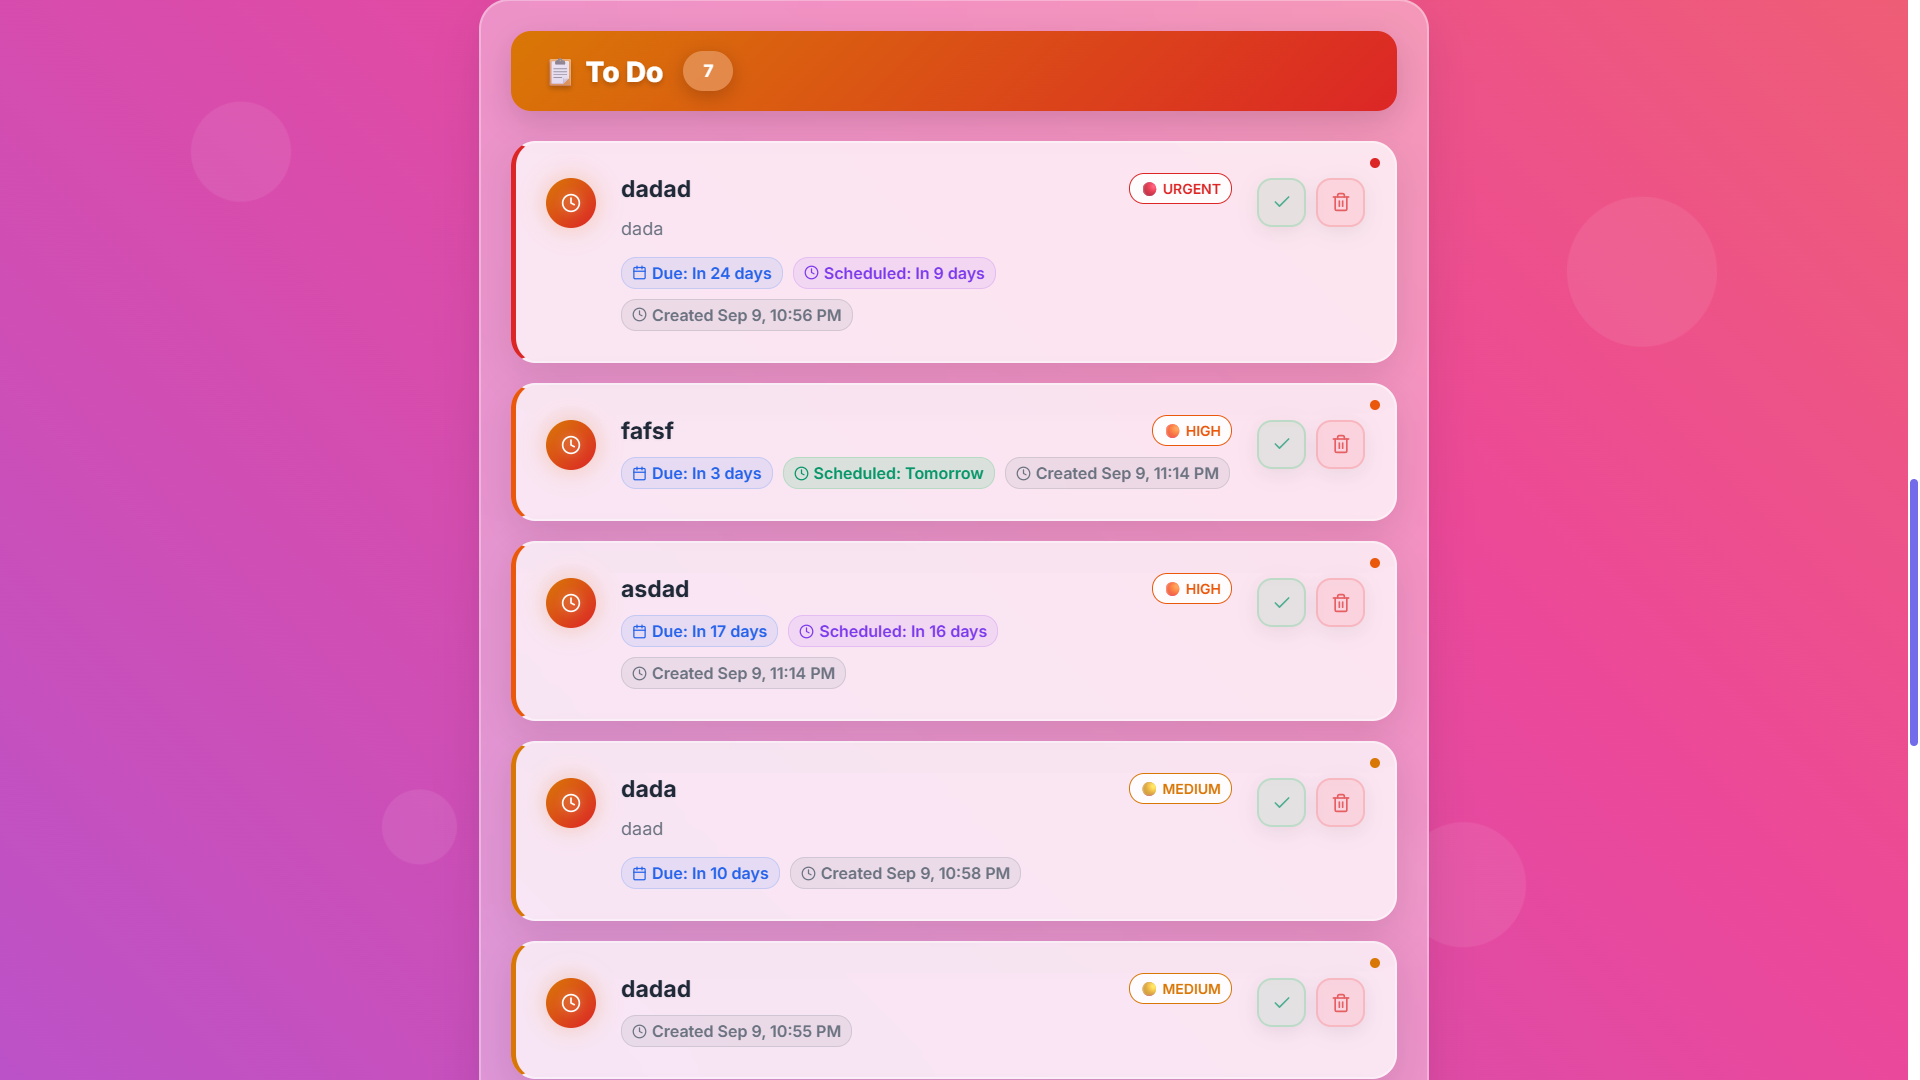 To Do 7
dadad URGENT
dada
Due: In 24 days Scheduled: In 9 days
Created Sep 9, 10:56 PM
fafsf HIGH
Due: In 3 days Scheduled: Tomorrow Created Sep 9, 11:14 PM
asdad HIGH
Due: In 17 days Scheduled: In 16 days
Created Sep 9, 11:14 PM
dada MEDIUM
daad
Due: In 10 days Created Sep 9, 10:58 PM
dadad MEDIUM
Created Sep 9, 10:55 PM